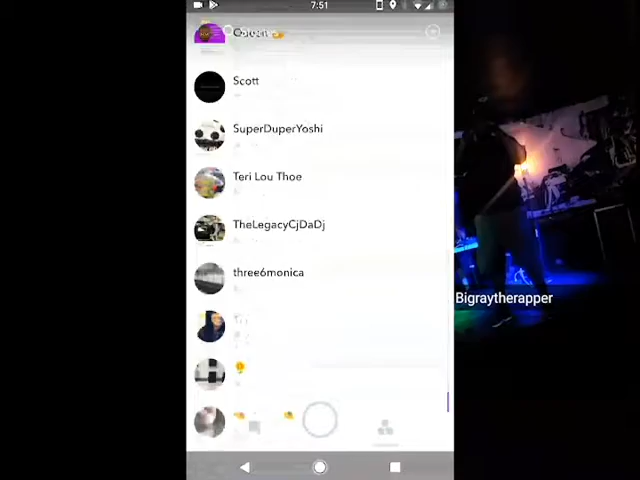 7:51
Scott
SuperDuperYoshi
Teri Lou Thoe
TheLegacyCjDaDj
three6monica
Bigraytherapper